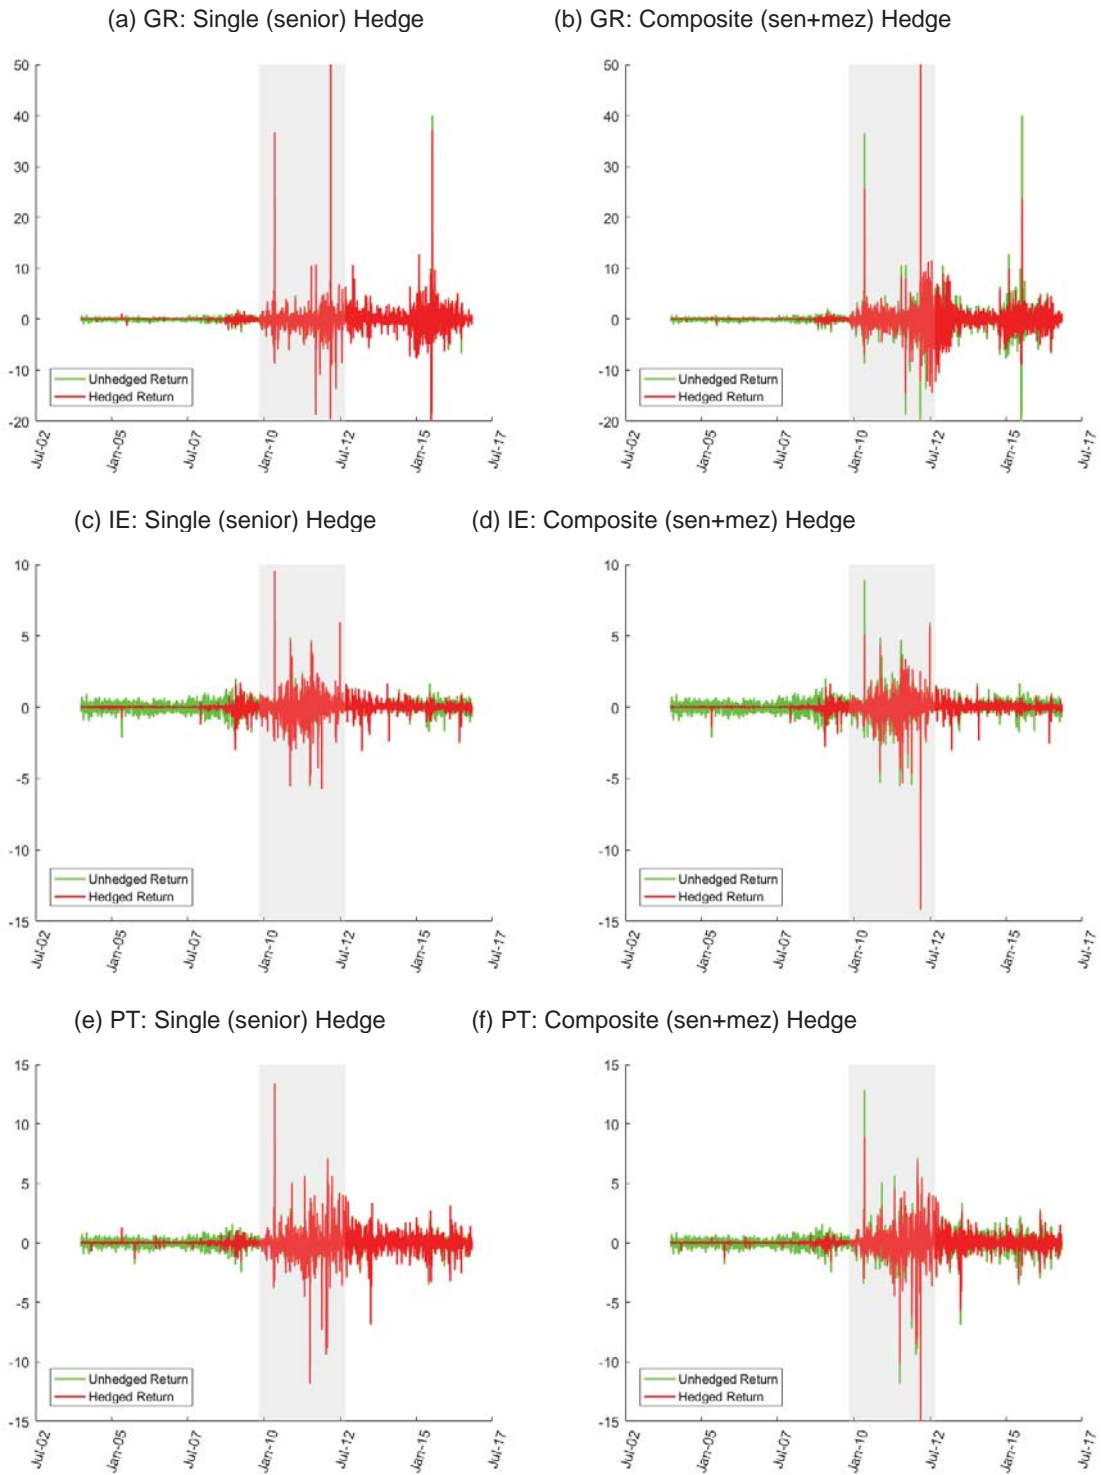 (a) GR: Single (senior) Hedge
(b) GR: Composite (sen+mez) Hedge
50
40
30
20
10
0
-10
-20
Unhedged Return
Hedged Return
Jul-02
Jan-05
Jul-07
Jan-10
Jul-12
Jan-15
Jul-17
50
40
30
20
10
0
-10
-20
Unhedged Return
Hedged Return
Jul-02
Jan-05
Jul-07
Jan-10
Jul-12
Jan-15
Jul-17
(c) IE: Single (senior) Hedge
(d) IE: Composite (sen+mez) Hedge
10
5
0
-5
-10
-15
Unhedged Return
Hedged Return
Jul-02
Jan-05
Jul-07
Jan-10
Jul-12
Jan-15
Jul-17
10
5
0
-5
-10
-15
Unhedged Return
Hedged Return
Jul-02
Jan-05
Jul-07
Jan-10
Jul-12
Jan-15
Jul-17
(e) PT: Single (senior) Hedge
(f) PT: Composite (sen+mez) Hedge
15
10
5
0
-5
-10
-15
Unhedged Return
Hedged Return
Jul-02
Jan-05
Jul-07
Jan-10
Jul-12
Jan-15
Jul-17
15
10
5
0
-5
-10
-15
Unhedged Return
Hedged Return
Jul-02
Jan-05
Jul-07
Jan-10
Jul-12
Jan-15
Jul-17